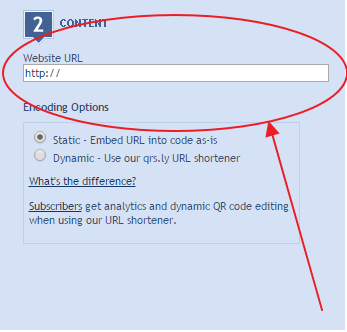 2 CONTENT
Website URL
http://
Encoding Options
Static - Embed URL into code as-is
Dynamic - Use our qrs.ly URL shortener
What's the difference?
Subscribers get analytics and dynamic QR code editing
when using our URL shortener.